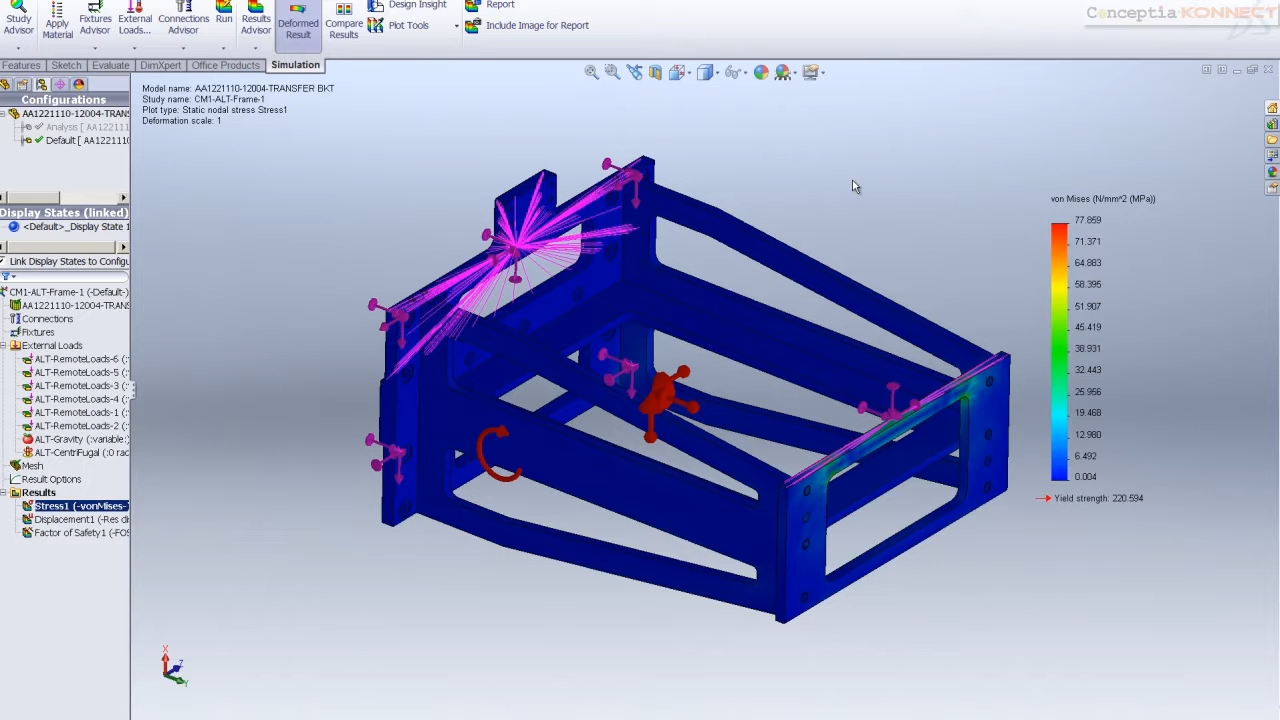 Study
Advisor
Apply
Material
Fixtures
Advisor
External
Loads...
Connections
Advisor
Run
Results
Advisor
Deformed
Result
Compare
Results
Design Insight
Plot Tools
Report
Include Image for Report
Conceptia KONNECT
Features
Sketch
Evaluate
DimXpert
Office Products
Simulation
Configurations
AA1221110-12004-TRANS
Analysis [ AA12211
Default [ AA122110
Display States (linked)
<Default>_Display State 1
Link Display States to Configu
CM1-ALT-Frame-1 (-Default-)
AA1221110-12004-TRANS
Connections
Fixtures
External Loads
ALT-RemoteLoads-6 (:
ALT-RemoteLoads-5 (:
ALT-RemoteLoads-3 (:
ALT-RemoteLoads-4 (:
ALT-RemoteLoads-1 (:
ALT-RemoteLoads-2 (:
ALT-Gravity (:variable:
ALT-Centrifugal (:0 rac
Mesh
Result Options
Results
Stress1 (-vonMises-)
Displacement1 (-Res dis
Factor of Safety1 (-FOS
Model name: AA1221110-12004-TRANSFER BKT
Study name: CM1-ALT-Frame-1
Plot type: Static nodal stress Stress1
Deformation scale: 1
von Mises (N/mm^2 (MPa))
77.859
71.371
64.883
58.395
51.907
45.419
38.931
32.443
25.956
19.468
12.980
6.492
0.004
Yield strength: 220.594
X
Z
Y